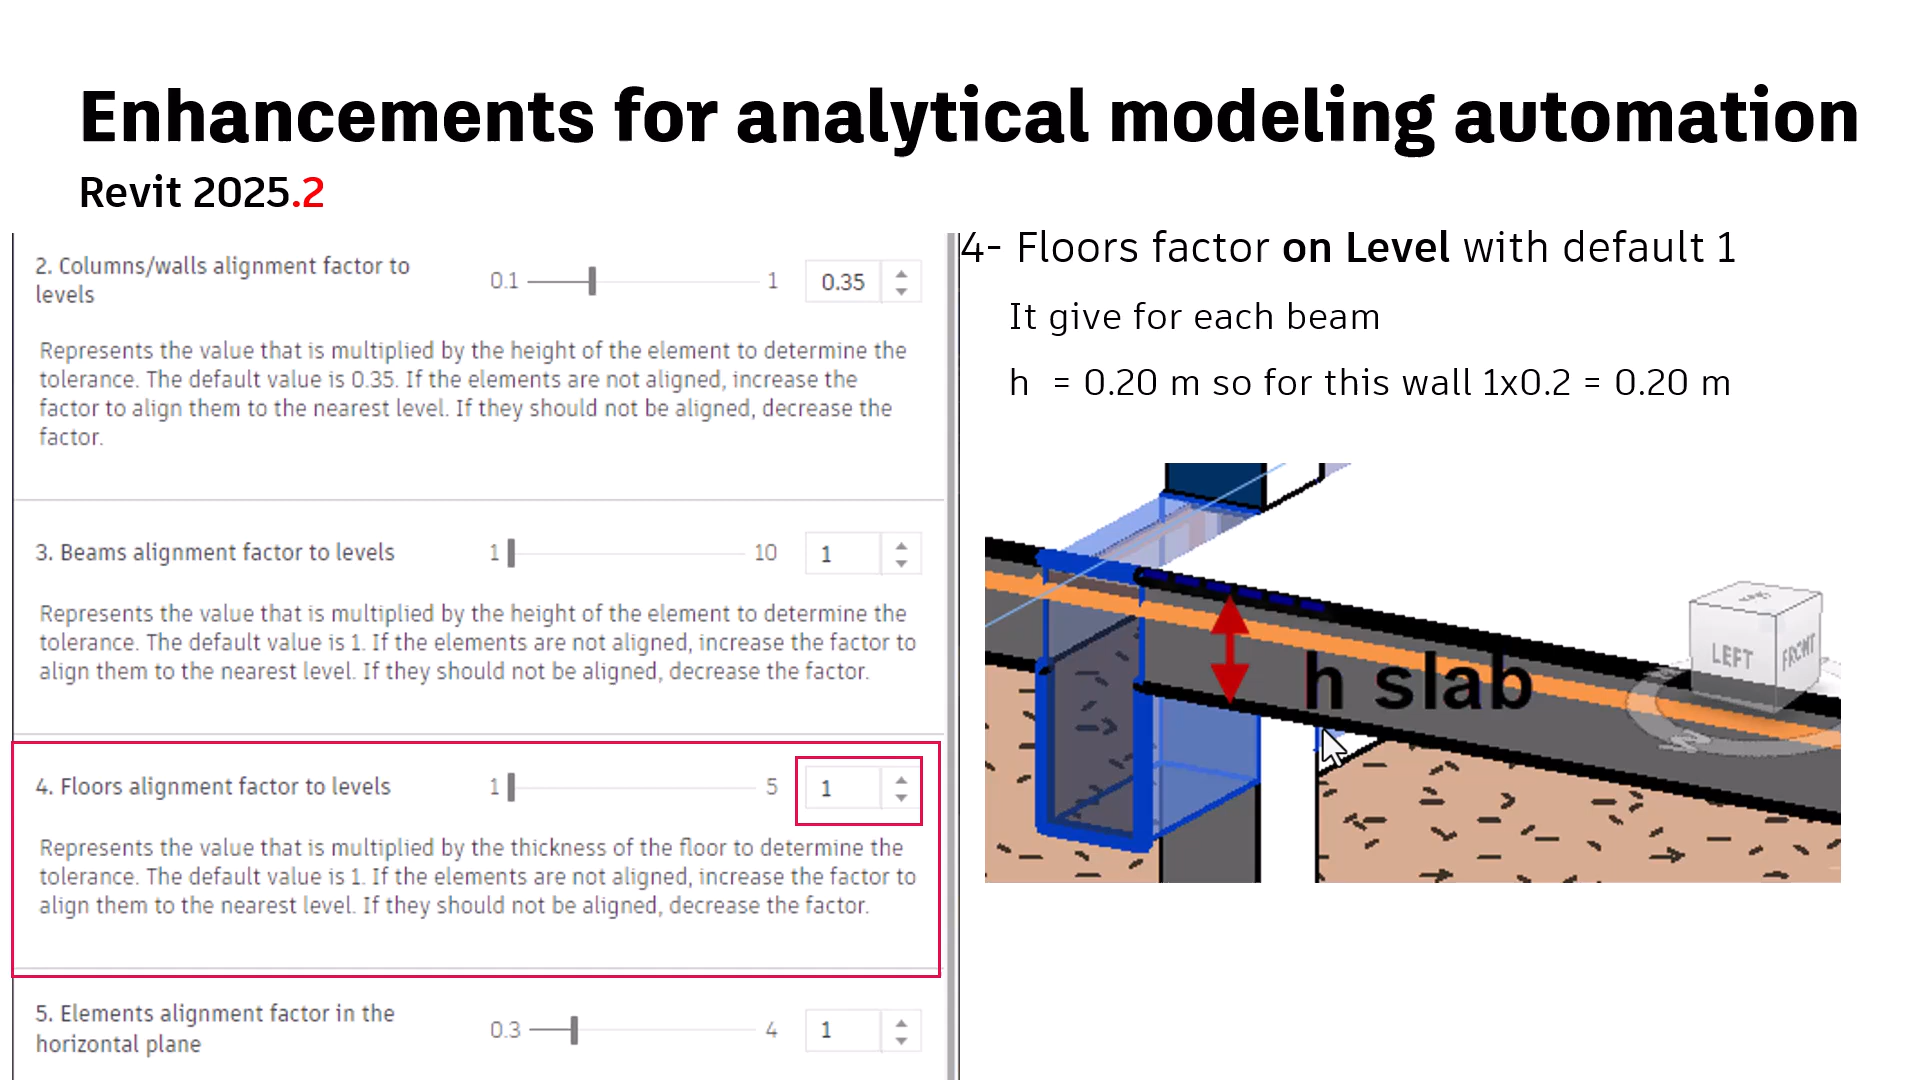 Enhancements for analytical modeling automation
Revit 2025.2
2. Columns/walls alignment factor to
levels
0.1
1
0.35
Represents the value that is multiplied by the height of the element to determine the
tolerance. The default value is 0.35. If the elements are not aligned, increase the
factor to align them to the nearest level. If they should not be aligned, decrease the
factor.
3. Beams alignment factor to levels
1
10
1
Represents the value that is multiplied by the height of the element to determine the
tolerance. The default value is 1. If the elements are not aligned, increase the factor to
align them to the nearest level. If they should not be aligned, decrease the factor.
4. Floors alignment factor to levels
1
5
1
Represents the value that is multiplied by the thickness of the floor to determine the
tolerance. The default value is 1. If the elements are not aligned, increase the factor to
align them to the nearest level. If they should not be aligned, decrease the factor.
5. Elements alignment factor in the
horizontal plane
0.3
4
1
4- Floors factor on Level with default 1
It give for each beam
h = 0.20 m so for this wall 1x0.2 = 0.20 m
h slab
LEFT
FRONT